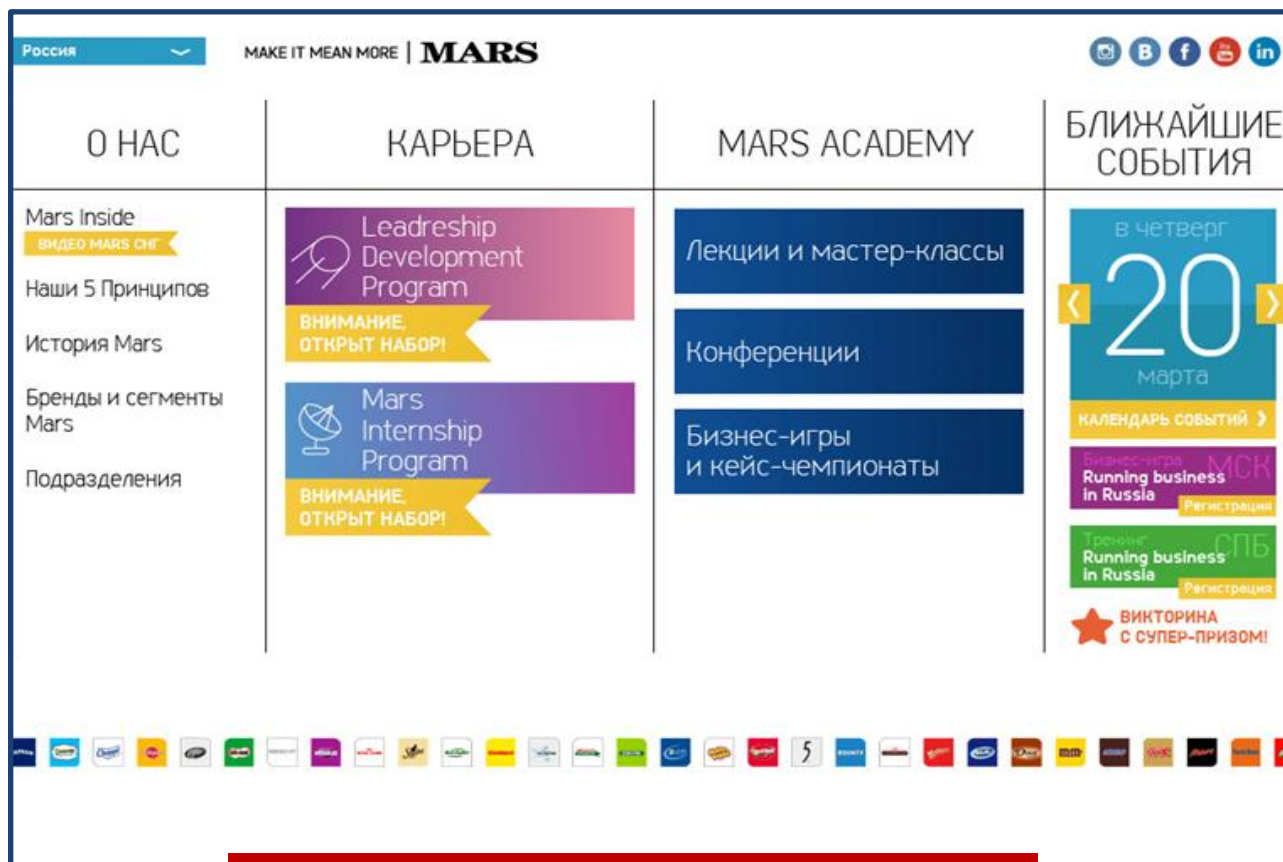 Россия
MAKE IT MEAN MORE | MARS
О НАС
КАРЬЕРА
MARS ACADEMY
БЛИЖАЙШИЕ
СОБЫТИЯ
Mars Inside
ВИДЕО MARS СНГ
Наши 5 Принципов
История Mars
Бренды и сегменты
Mars
Подразделения
Leadreship
Development
Program
ВНИМАНИЕ,
ОТКРЫТ НАБОР!
Mars
Internship
Program
ВНИМАНИЕ,
ОТКРЫТ НАБОР!
Лекции и мастер-классы
Конференции
Бизнес-игры
и кейс-чемпионаты
в четверг
20
марта
КАЛЕНДАРЬ СОБЫТИЙ
Бизнес-игра МСК
Running business
in Russia
Регистрация
Тренинг СПБ
Running business
in Russia
Регистрация
ВИКТОРИНА
С СУПЕР-ПРИЗОМ!
5 BOUNTY